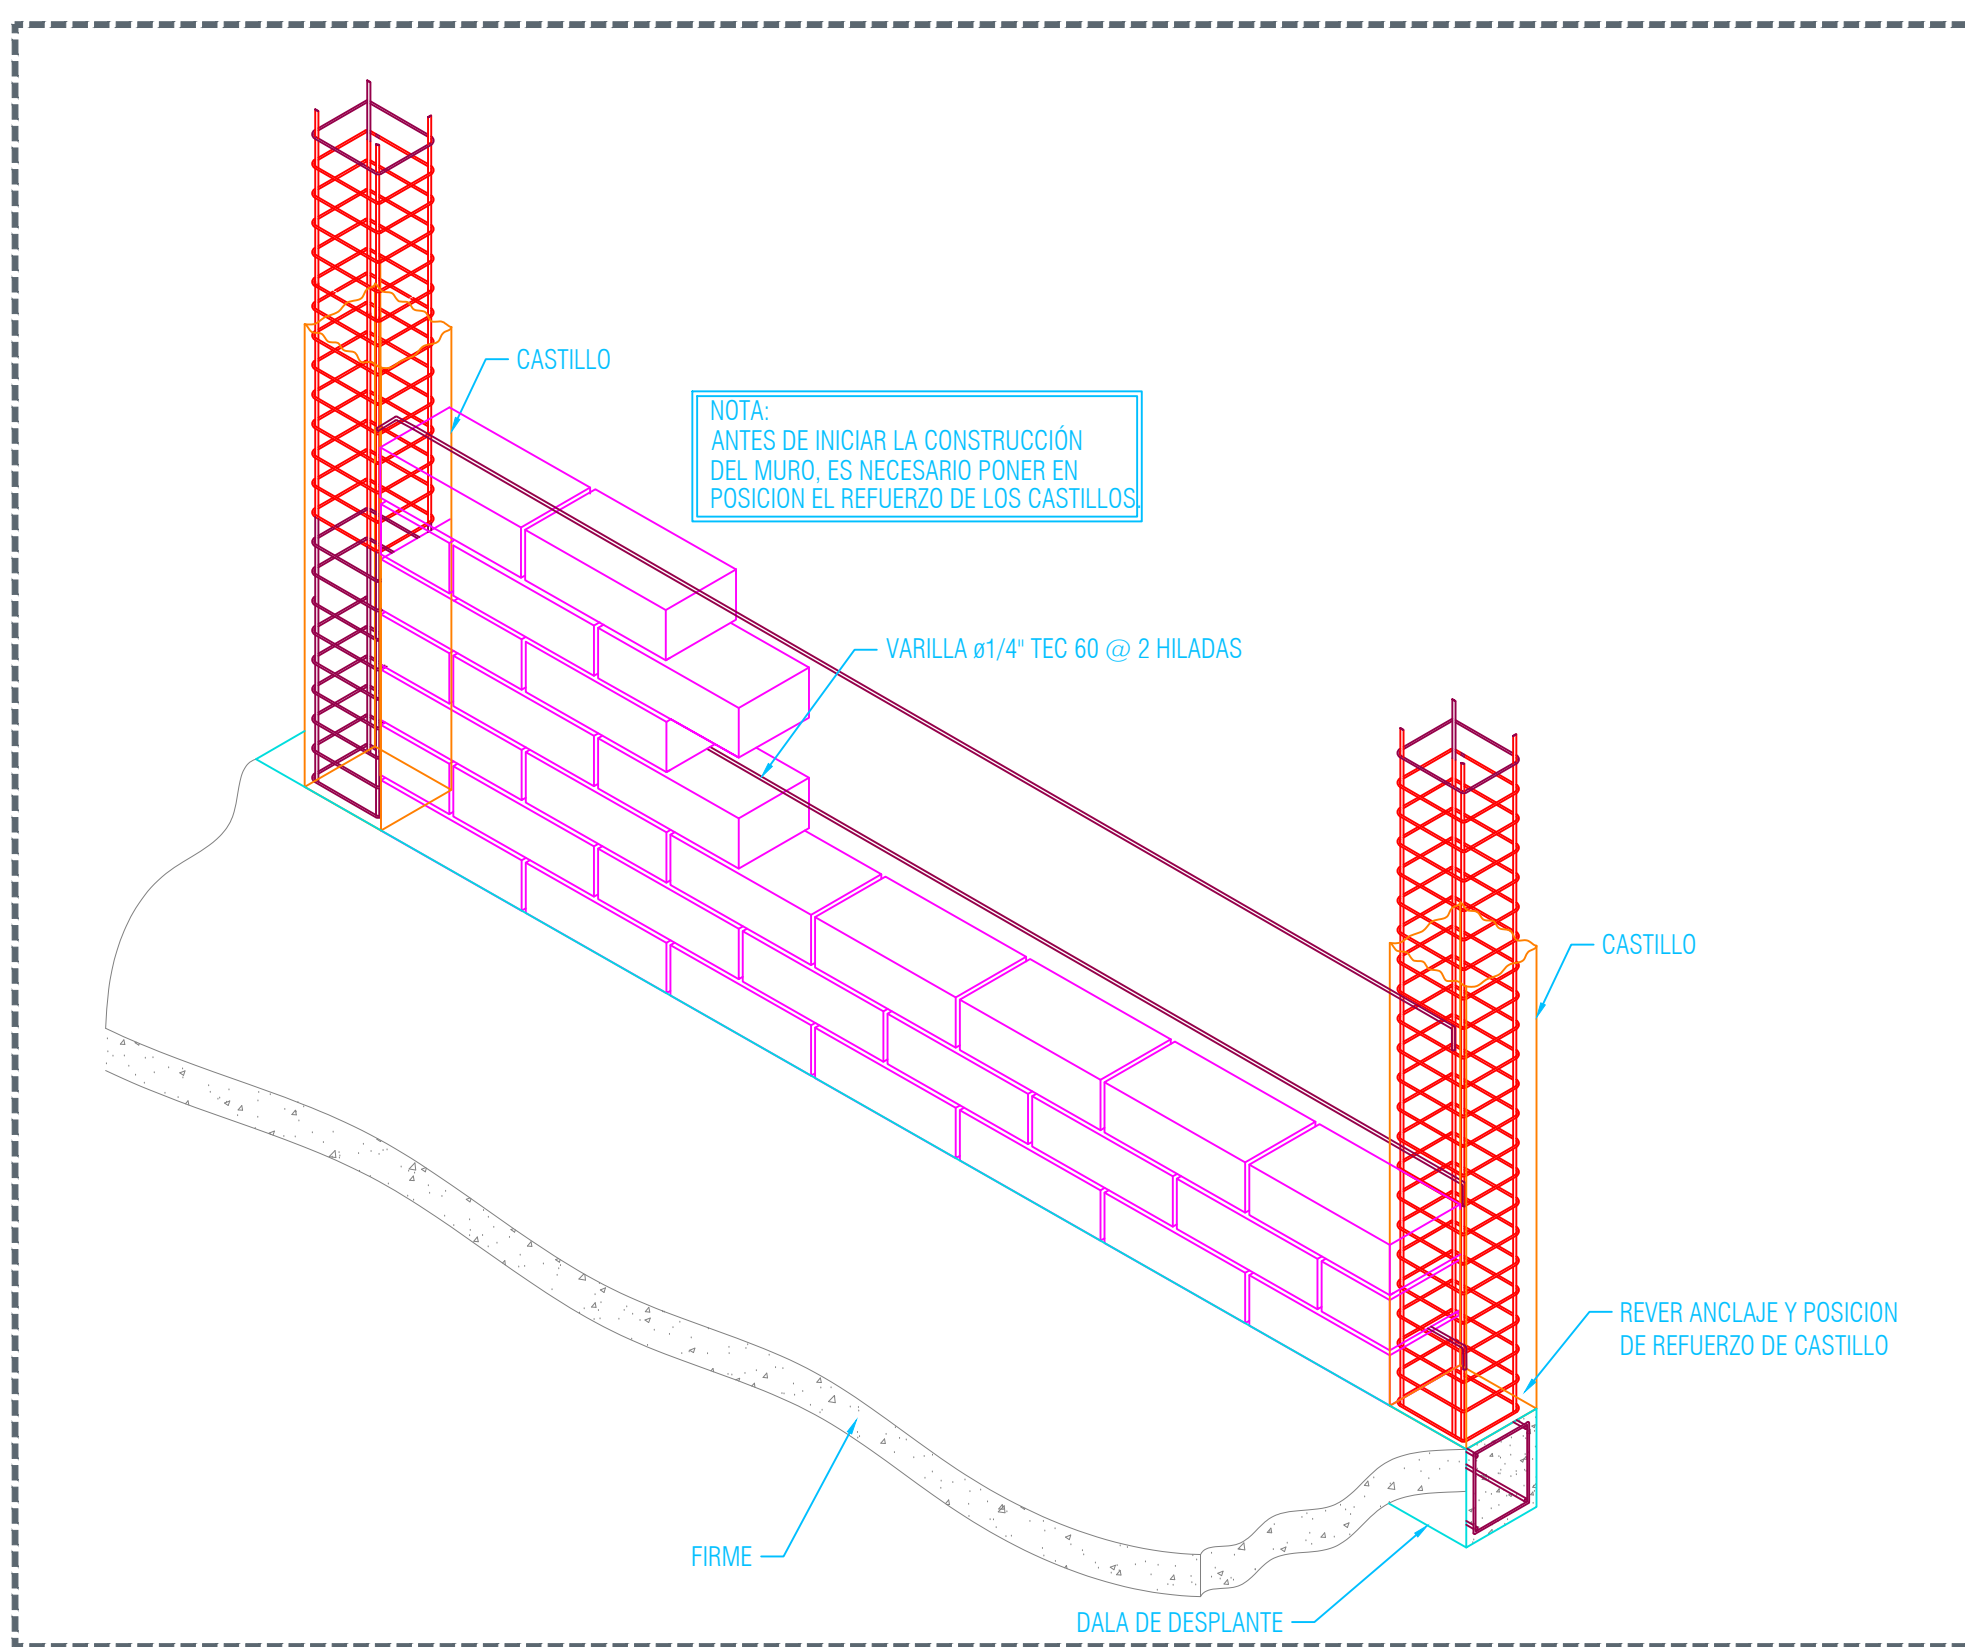 CASTILLO
NOTA:
ANTES DE INICIAR LA CONSTRUCCIÓN
DEL MURO, ES NECESARIO PONER EN
POSICION EL REFUERZO DE LOS CASTILLOS.
VARILLA ø1/4" TEC 60 @ 2 HILADAS
CASTILLO
REVER ANCLAJE Y POSICION
DE REFUERZO DE CASTILLO
FIRME
DALA DE DESPLANTE